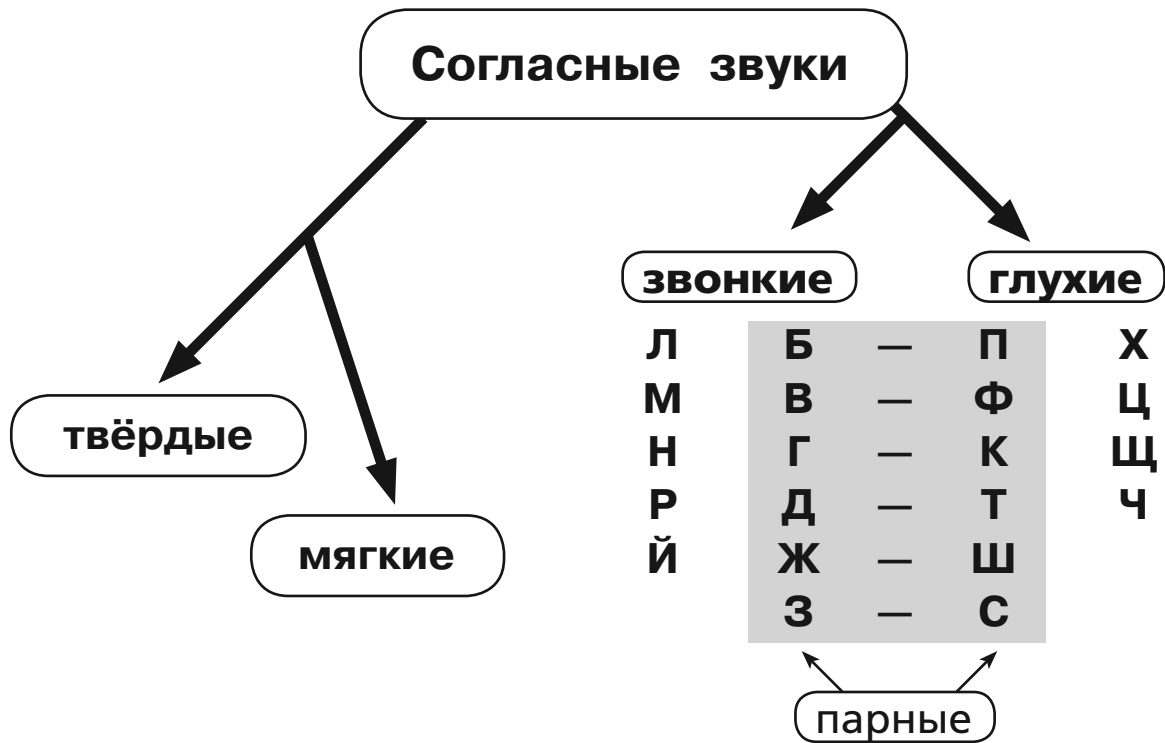 Согласные звуки
звонкие глухие
Л Б — П Х
М В — Ф Ц
Н Г — К Щ
Р Д — Т Ч
Й Ж — Ш
З — С
твёрдые
мягкие
парные